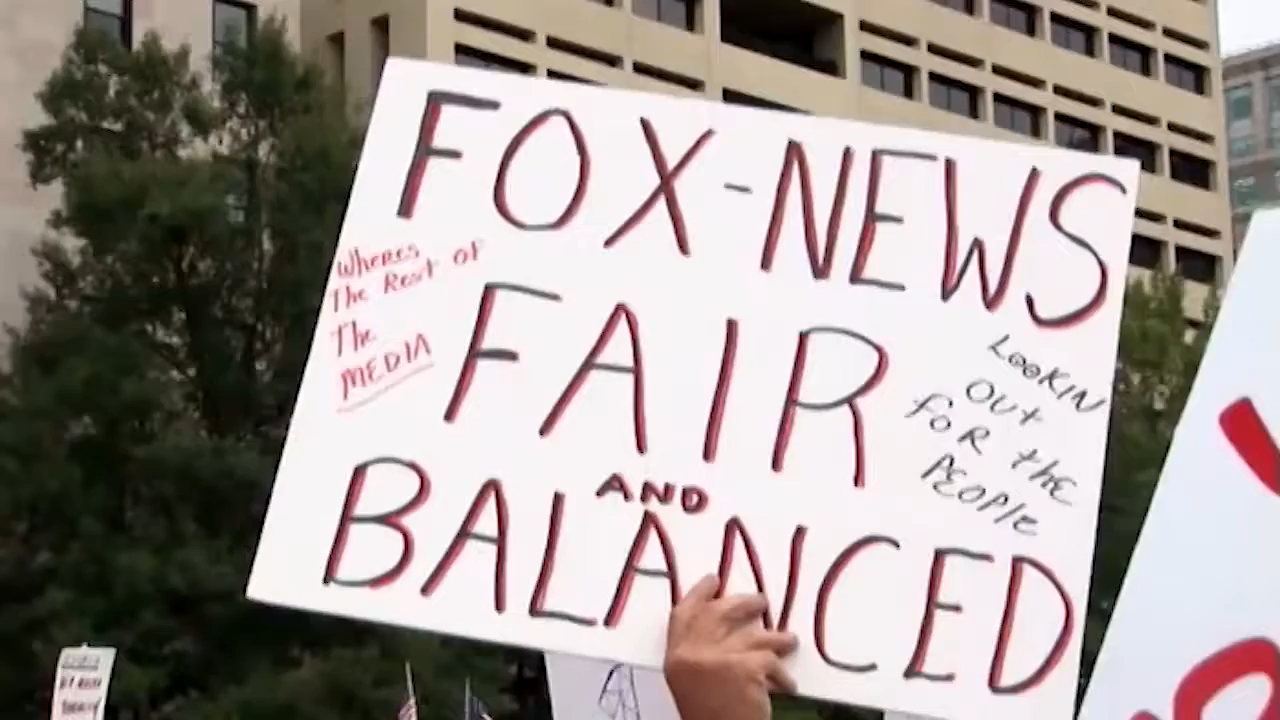 FOX-NEWS
WHeRes
The Rest of
The
MEDIA
FAIR
LOOKIN
OUt
foR the
PEOPlE
AND
BALANCED